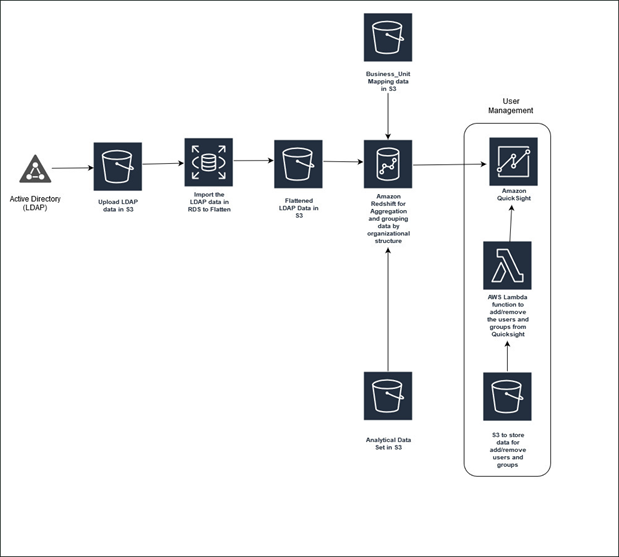 Business_Unit
Mapping data
in S3
User
Management
Active Directory
(LDAP)
Upload LDAP
data in S3
Import the
LDAP data in
RDS to Flatten
Flattened
LDAP Data in
S3
Amazon
Redshift for
Aggregation
and grouping
data by
organizational
structure
Amazon
QuickSight
AWS Lambda
function to
add/remove
the users and
groups from
Quicksight
Analytical Data
Set in S3
S3 to store
data for
add/remove
users and
groups